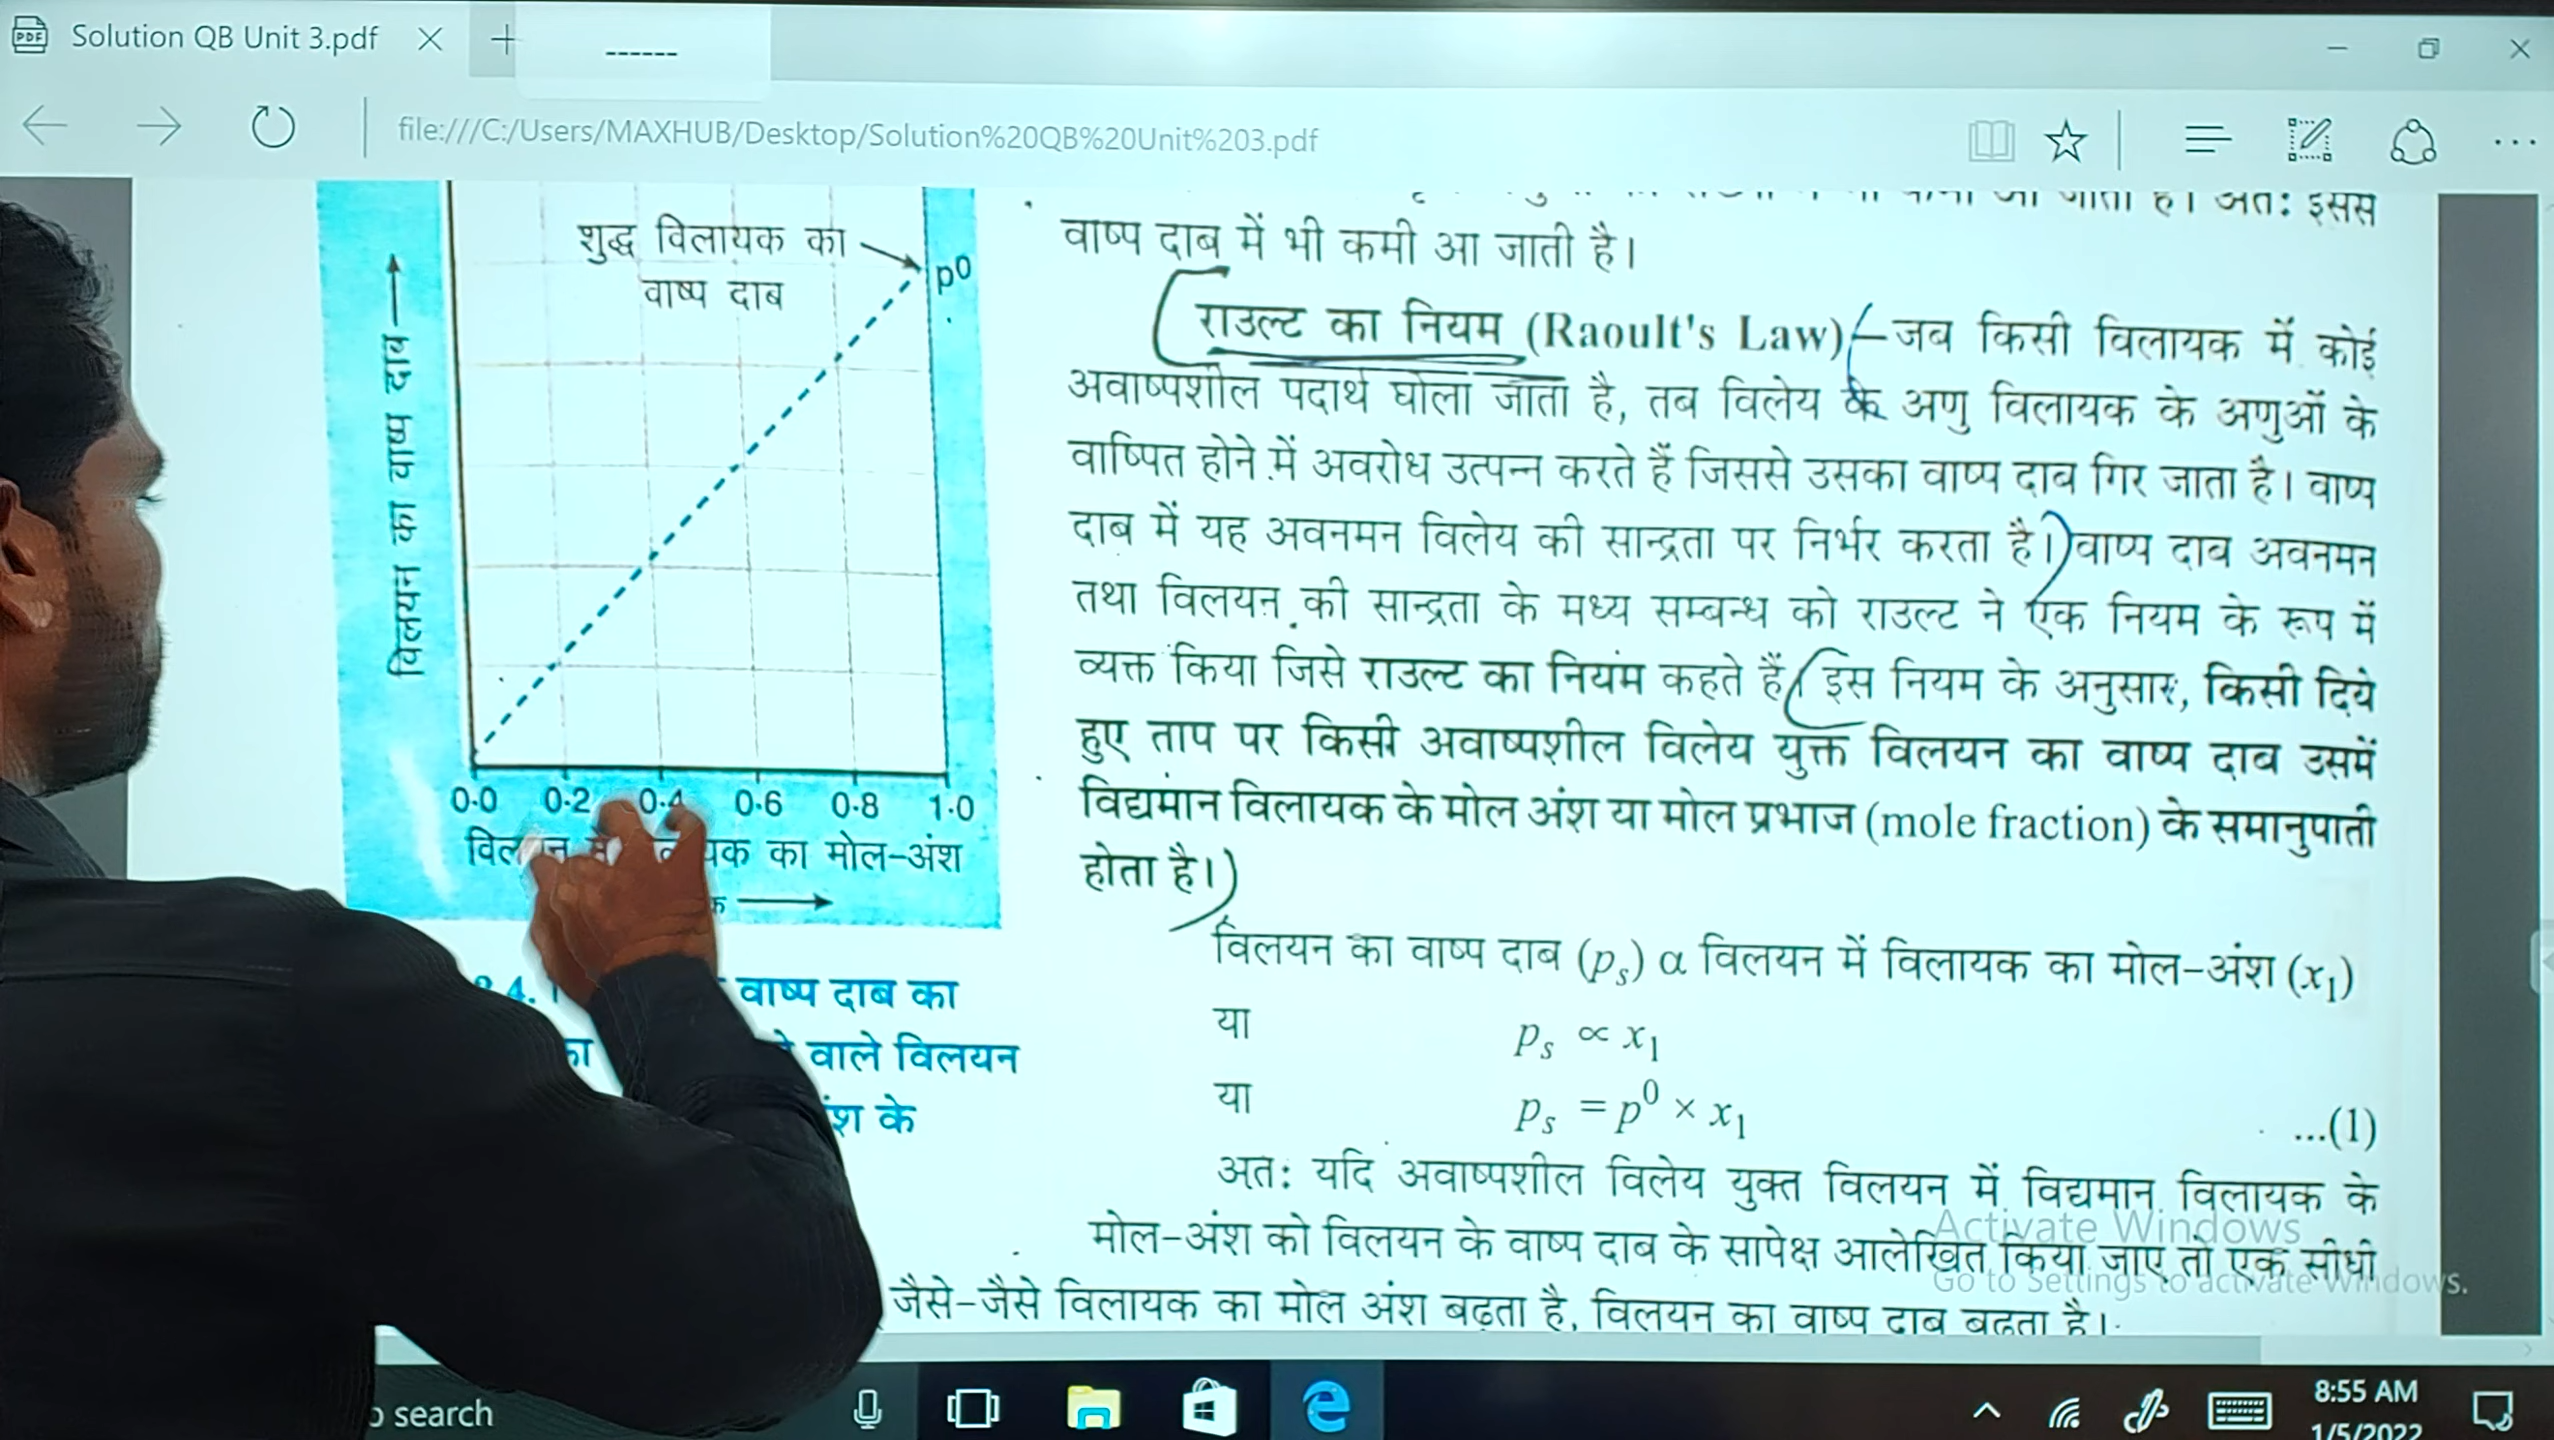 Solution QB Unit 3.pdf
------
file:///C:/Users/MAXHUB/Desktop/Solution%20QB%20Unit%203.pdf
शुद्ध विलायक का
वाष्प दाब
p⁰
विलयन का वाष्प दाब
0·0 0·2 0·4 0·6 0·8 1·0
का मोल-अंश
वाष्प दाब का
वाले विलयन
के
जाता है। अतः इससे
वाष्प दाब में भी कमी आ जाती है।
राउल्ट का नियम (Raoult's Law)—जब किसी विलायक में कोई
अवाष्पशील पदार्थ घोला जाता है, तब विलेय के अणु विलायक के अणुओं के
वाष्पित होने में अवरोध उत्पन्न करते हैं जिससे उसका वाष्प दाब गिर जाता है। वाष्प
दाब में यह अवनमन विलेय की सान्द्रता पर निर्भर करता है। वाष्प दाब अवनमन
तथा विलयन की सान्द्रता के मध्य सम्बन्ध को राउल्ट ने एक नियम के रूप में
व्यक्त किया जिसे राउल्ट का नियम कहते हैं। इस नियम के अनुसार, किसी दिये
हुए ताप पर किसी अवाष्पशील विलेय युक्त विलयन का वाष्प दाब उसमें
विद्यमान विलायक के मोल अंश या मोल प्रभाज (mole fraction) के समानुपाती
होता है।
विलयन का वाष्प दाब (pₛ) α विलयन में विलायक का मोल-अंश (x₁)
या pₛ ∝ x₁
या pₛ = p⁰ × x₁ ...(1)
अतः यदि अवाष्पशील विलेय युक्त विलयन में विद्यमान विलायक के
मोल-अंश को विलयन के वाष्प दाब के सापेक्ष आलेखित किया जाए तो एक सीधी
जैसे-जैसे विलायक का मोल अंश बढ़ता है, विलयन का वाष्प दाब बढ़ता है।
Activate Windows
Go to Settings to activate Windows.
search
8:55 AM
1/5/2022